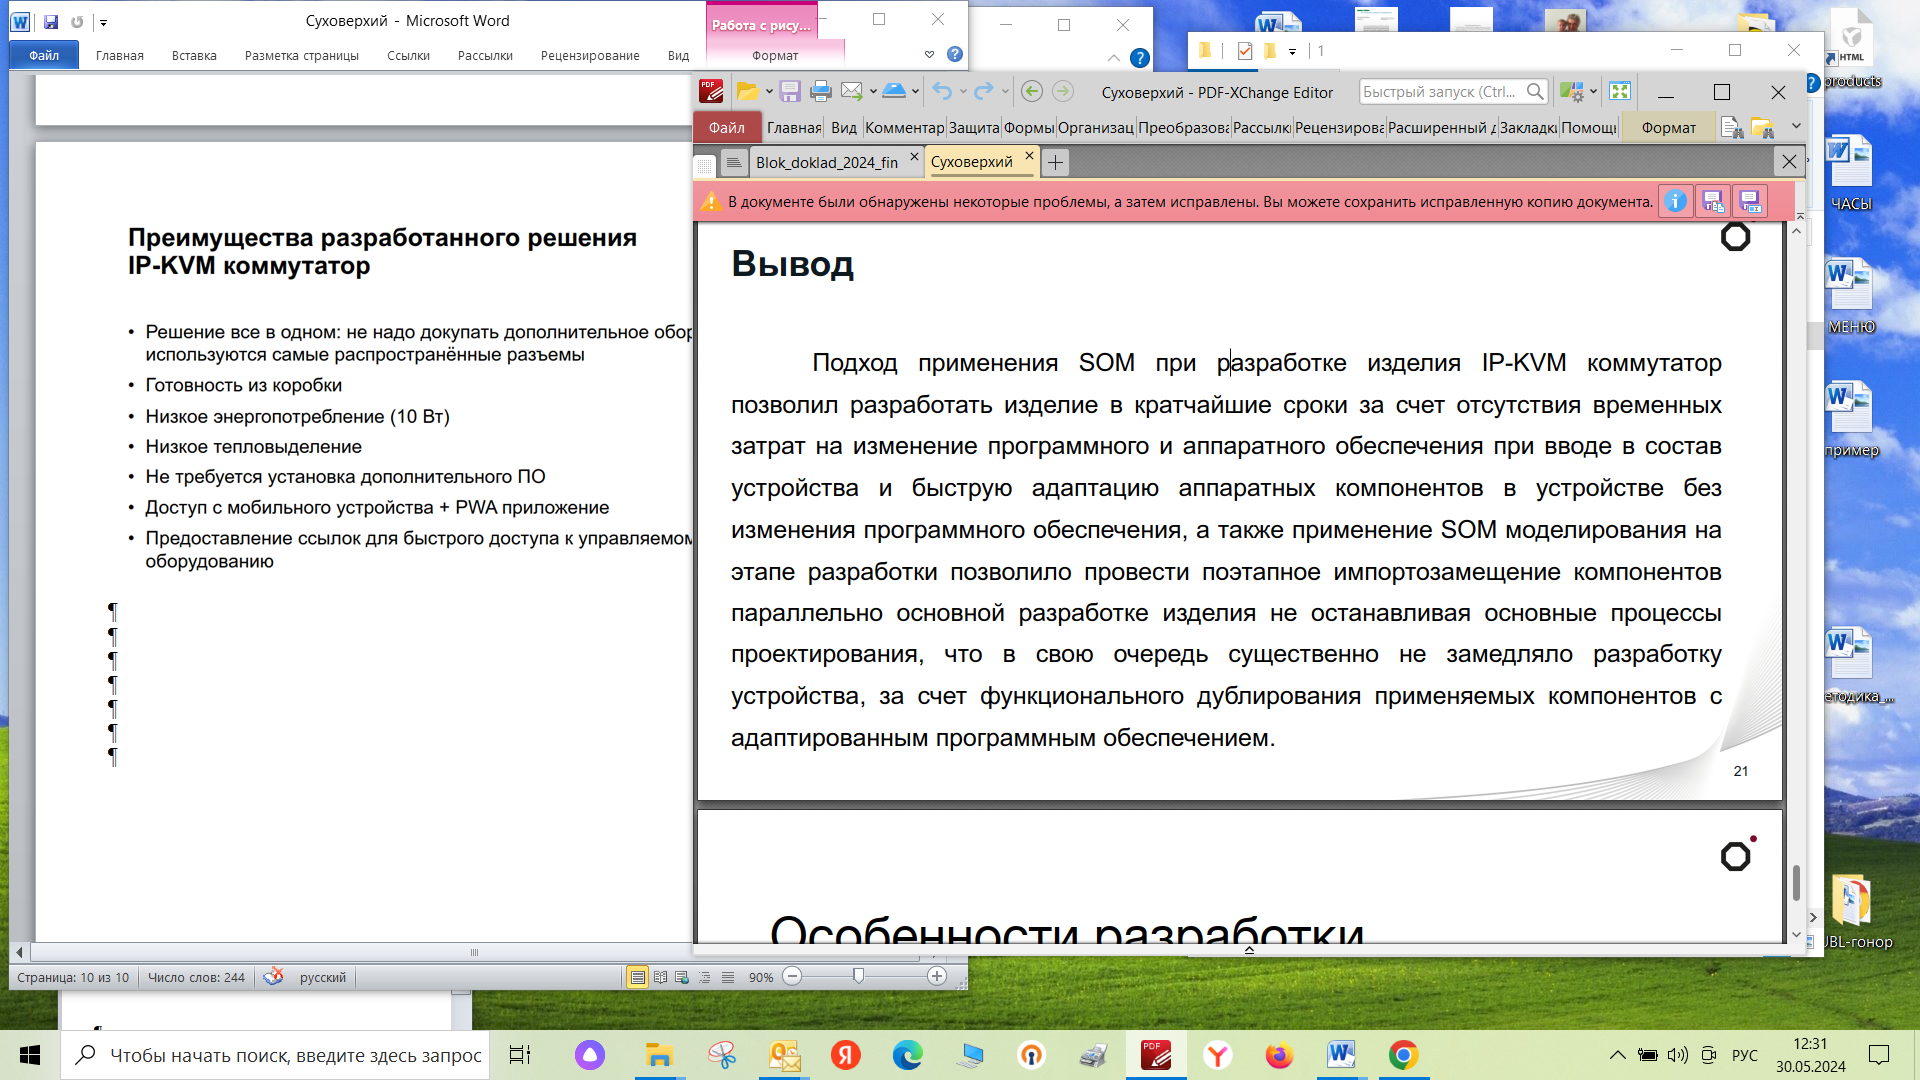 Суховерхий - Microsoft Word
Работа с рису...
Файл
Главная
Вставка
Разметка страницы
Ссылки
Рассылки
Рецензирование
Вид
Формат
1
HTML
products
Суховерхий - PDF-XChange Editor
Быстрый запуск (Ctrl...
Файл
Главная
Вид
Комментар
Защита
Формы
Организац
Преобразова
Рассылк
Рецензирова
Расширенный д
Закладк
Помощ
Формат
Blok_doklad_2024_fin
Суховерхий
В документе были обнаружены некоторые проблемы, а затем исправлены. Вы можете сохранить исправленную копию документа.
Преимущества разработанного решения
IP-KVM коммутатор
• Решение все в одном: не надо докупать дополнительное обор
используются самые распространённые разъемы
• Готовность из коробки
• Низкое энергопотребление (10 Вт)
• Низкое тепловыделение
• Не требуется установка дополнительного ПО
• Доступ с мобильного устройства + PWA приложение
• Предоставление ссылок для быстрого доступа к управляемом
оборудованию
¶
¶
¶
¶
¶
¶
¶
Вывод
Подход применения SOM при разработке изделия IP-KVM коммутатор
позволил разработать изделие в кратчайшие сроки за счет отсутствия временных
затрат на изменение программного и аппаратного обеспечения при вводе в состав
устройства и быструю адаптацию аппаратных компонентов в устройстве без
изменения программного обеспечения, а также применение SOM моделирования на
этапе разработки позволило провести поэтапное импортозамещение компонентов
параллельно основной разработке изделия не останавливая основные процессы
проектирования, что в свою очередь существенно не замедляло разработку
устройства, за счет функционального дублирования применяемых компонентов с
адаптированным программным обеспечением.
21
Особенности разработки
ЧАСЫ
МЕНЮ
пример
етодика_...
JBL-гонор
Страница: 10 из 10
Число слов: 244
русский
90%
Чтобы начать поиск, введите здесь запрос
РУС
12:31
30.05.2024